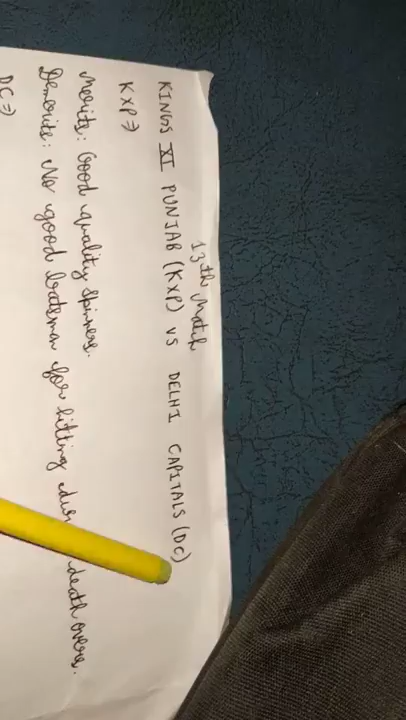 13th Match
KINGS XI PUNJAB (KXP) VS DELHI CAPITALS (DC)
KXP ⇒
Merits: Good quality spinners.
Demerits: No good batsman for hitting death overs.
DC ⇒